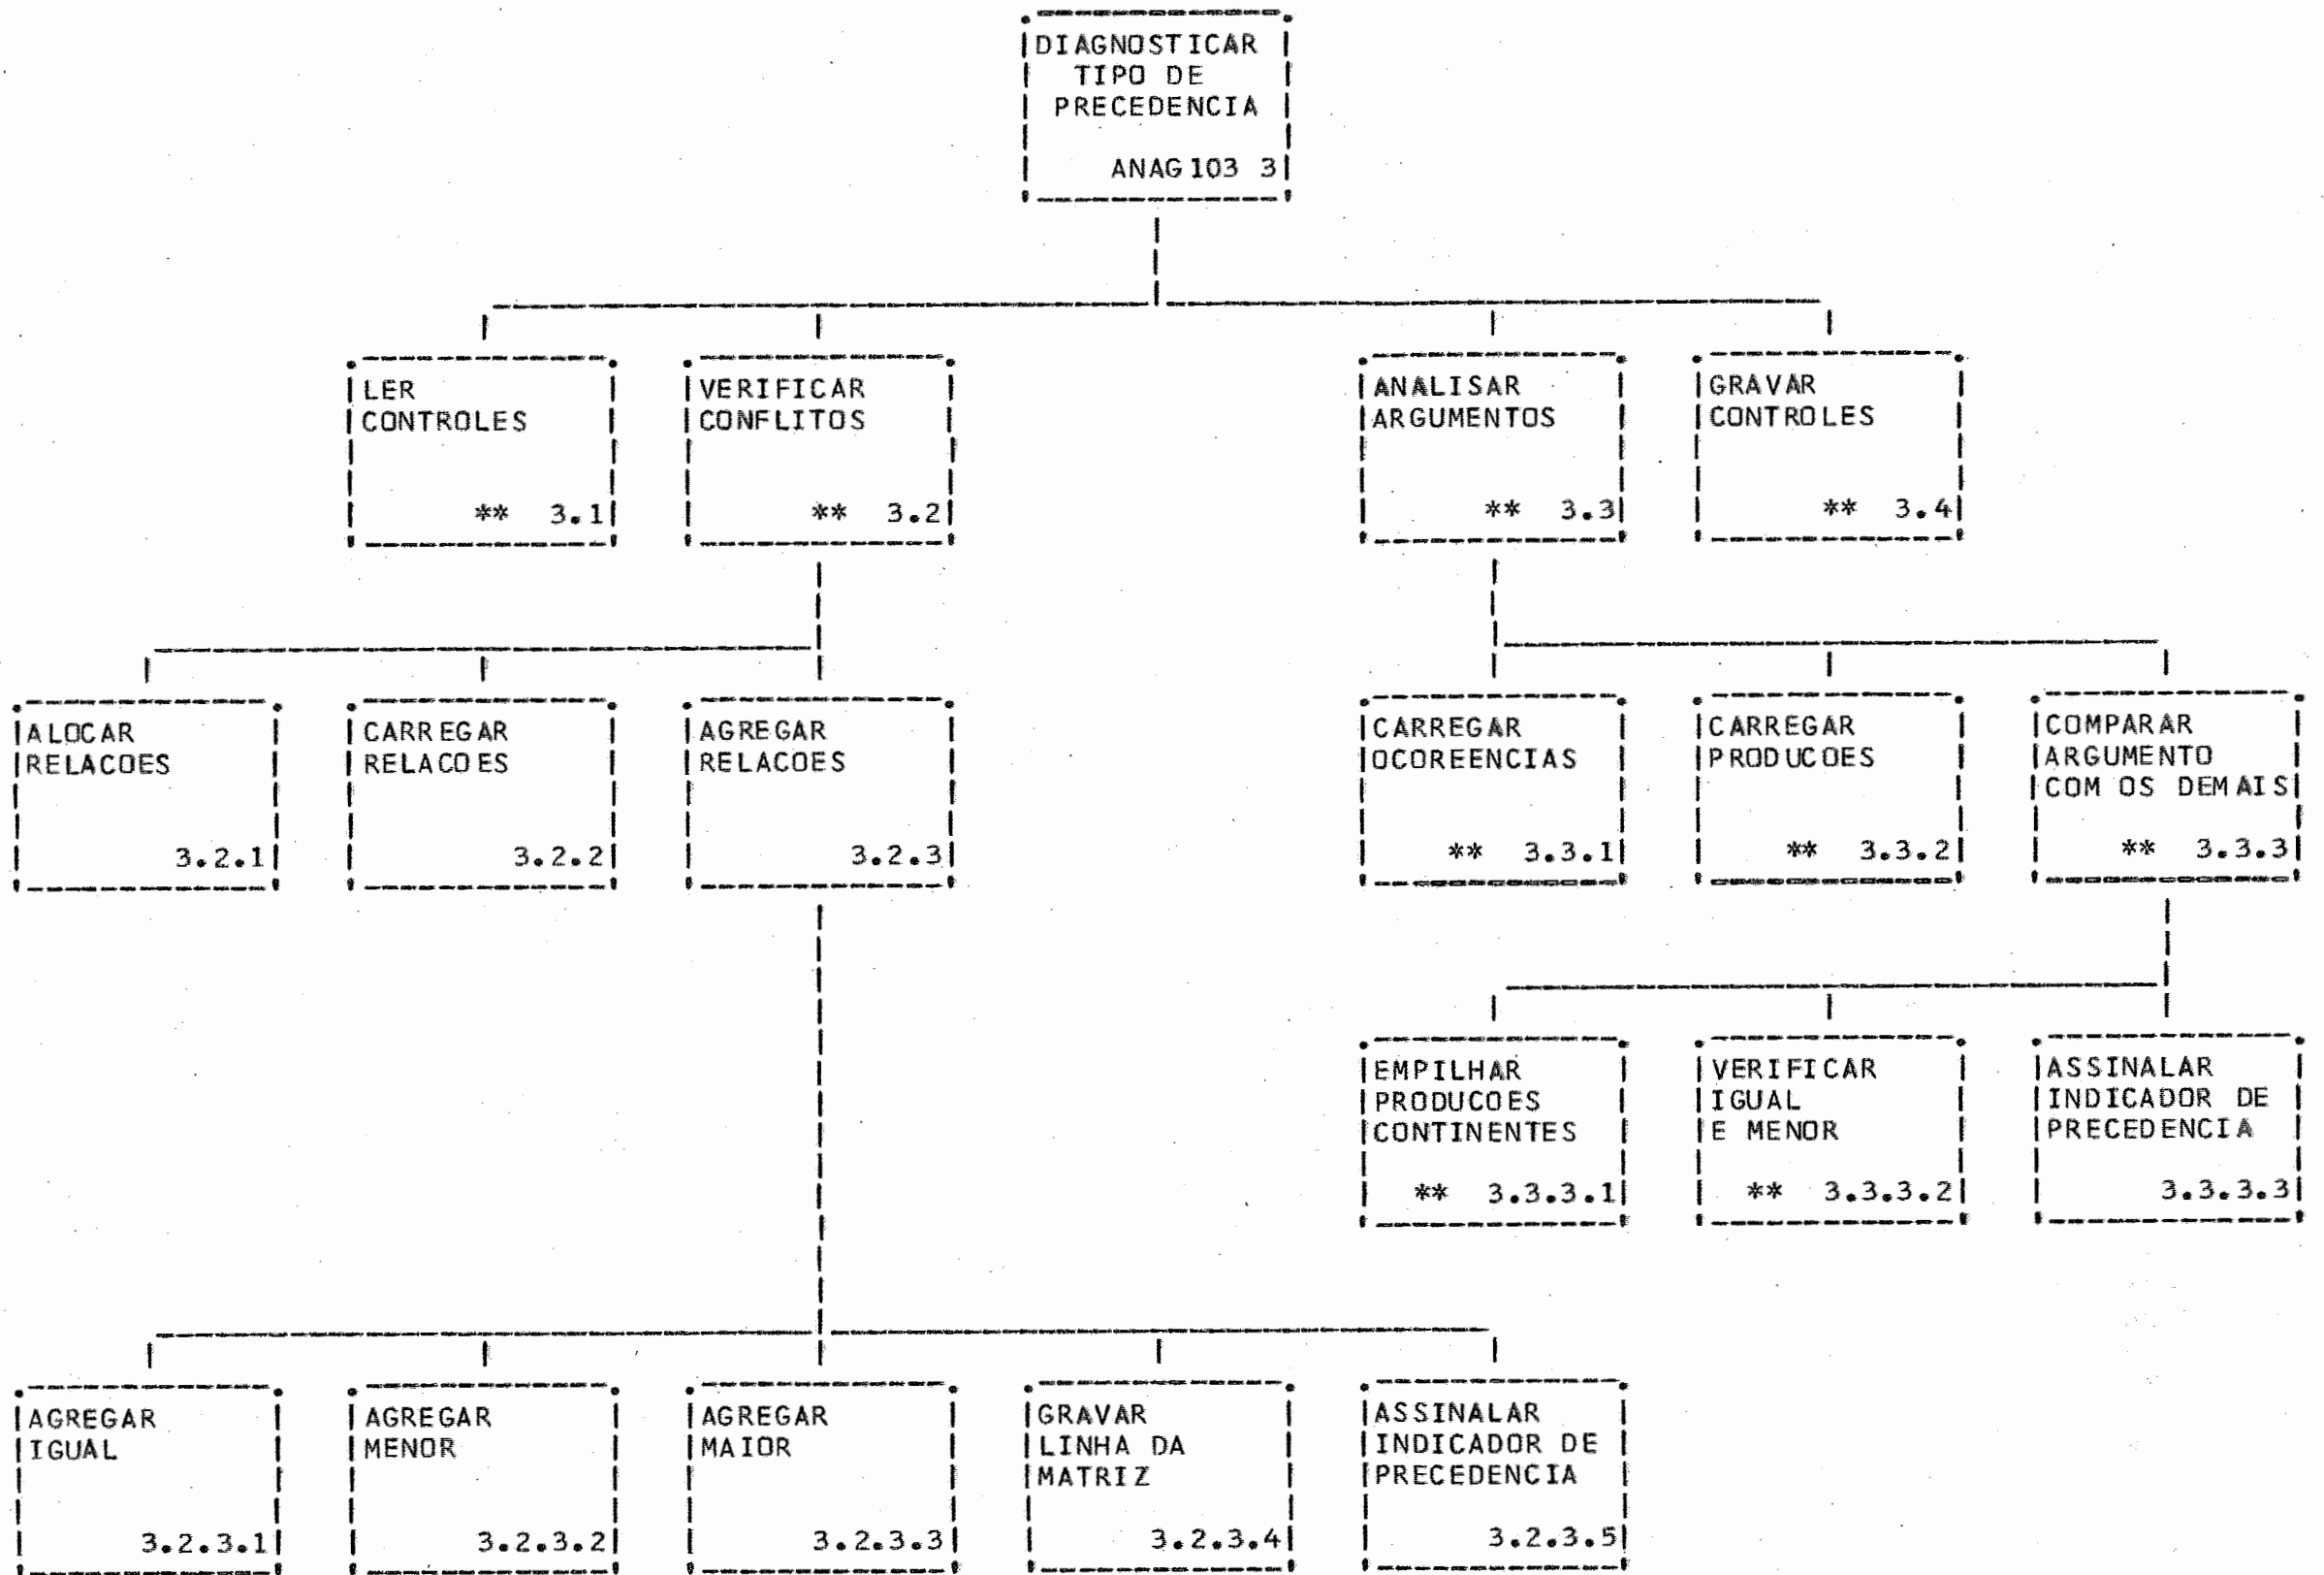 DIAGNOSTICAR
TIPO DE
PRECEDENCIA
ANAG103 3
LER
CONTROLES
** 3.1
VERIFICAR
CONFLITOS
** 3.2
ANALISAR
ARGUMENTOS
** 3.3
GRAVAR
CONTROLES
** 3.4
ALOCAR
RELACOES
3.2.1
CARREGAR
RELACOES
3.2.2
AGREGAR
RELACOES
3.2.3
CARREGAR
OCOREENCIAS
** 3.3.1
CARREGAR
PRODUCOES
** 3.3.2
COMPARAR
ARGUMENTO
COM OS DEMAIS
** 3.3.3
EMPILHAR
PRODUCOES
CONTINENTES
** 3.3.3.1
VERIFICAR
IGUAL
E MENOR
** 3.3.3.2
ASSINALAR
INDICADOR DE
PRECEDENCIA
3.3.3.3
AGREGAR
IGUAL
3.2.3.1
AGREGAR
MENOR
3.2.3.2
AGREGAR
MAIOR
3.2.3.3
GRAVAR
LINHA DA
MATRIZ
3.2.3.4
ASSINALAR
INDICADOR DE
PRECEDENCIA
3.2.3.5